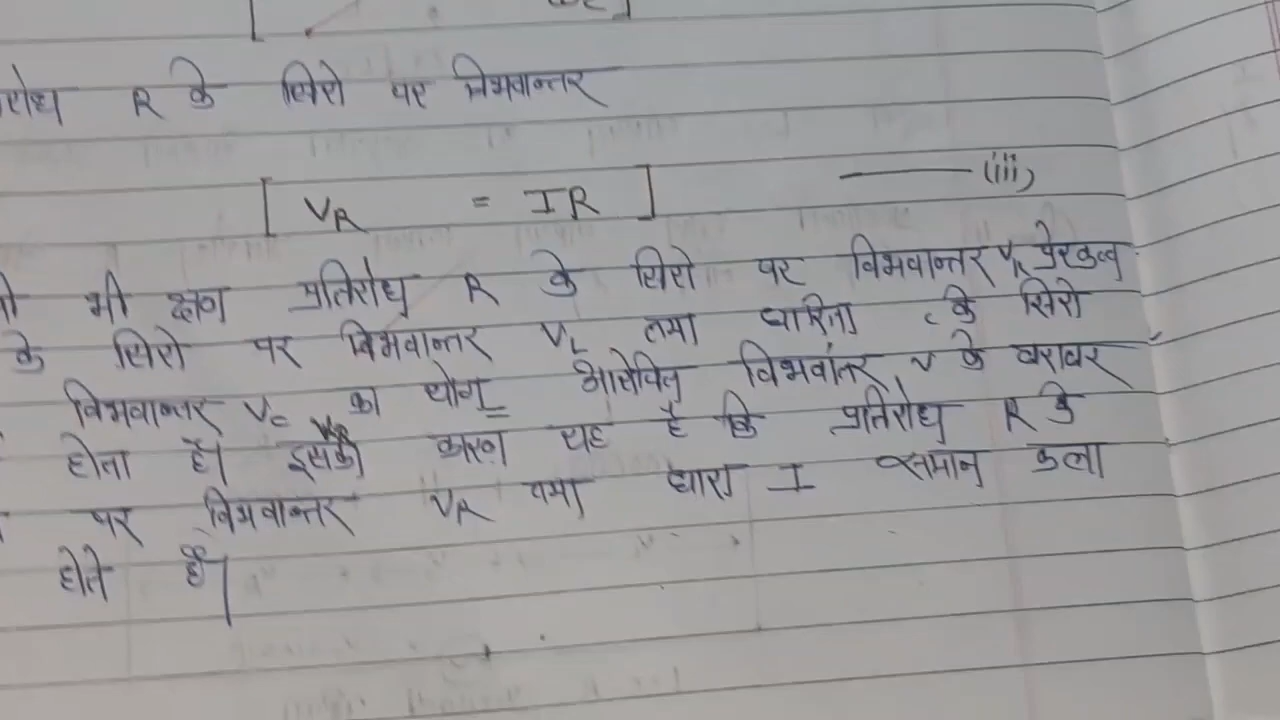 R के सिरो पर विभवान्तर
[ VR = IR ] —— (iii)
भी क्षण प्रतिरोध R के सिरो पर विभवान्तर VR प्रेरकत्व
के सिरो पर विभवान्तर VL तथा धारिता C के सिरो
विभवान्तर VC का योग आरोपित विभवांतर V के बराबर
होता है। इसका कारण यह है कि प्रतिरोध R के
पर विभवान्तर VR तथा धारा I समान कला
होते है।